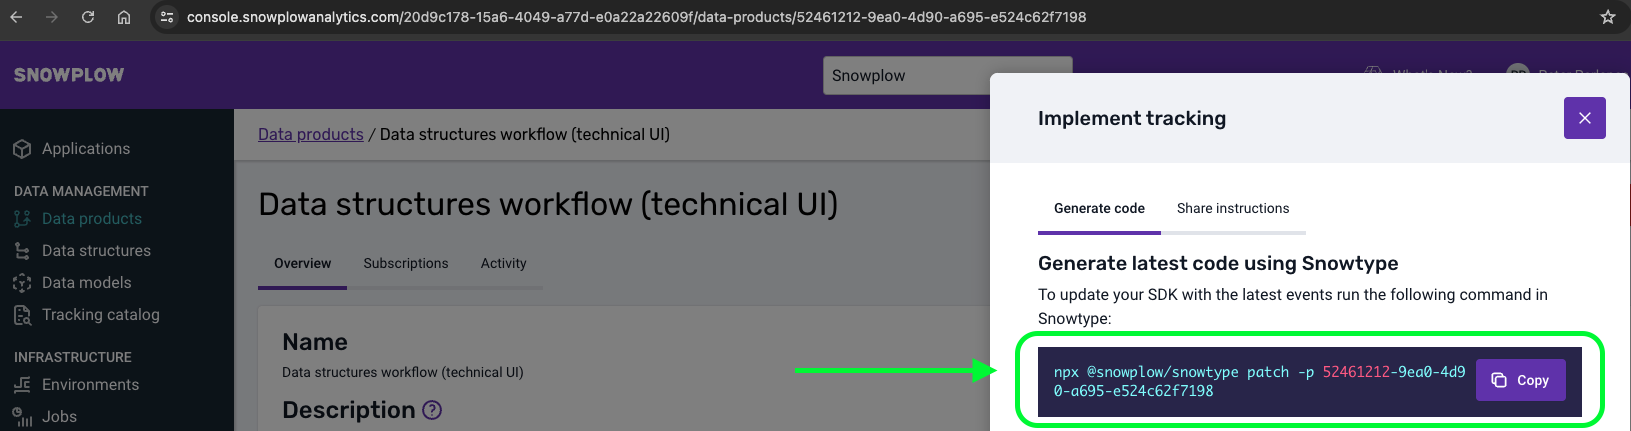 console.snowplowanalytics.com/20d9c178-15a6-4049-a77d-e0a22a22609f/data-products/52461212-9ea0-4d90-a695-e524c62f7198
SNOWPLOW
Snowplow
Implement tracking
Data products / Data structures workflow (technical UI)
Applications
DATA MANAGEMENT
Data products
Data structures
Data models
Tracking catalog
INFRASTRUCTURE
Environments
Jobs
Data structures workflow (technical UI)
Overview Subscriptions Activity
Name
Data structures workflow (technical UI)
Description ?
Generate code Share instructions
Generate latest code using Snowtype
To update your SDK with the latest events run the following command in
Snowtype:
npx @snowplow/snowtype patch -p 52461212-9ea0-4d9
0-a695-e524c62f7198
Copy